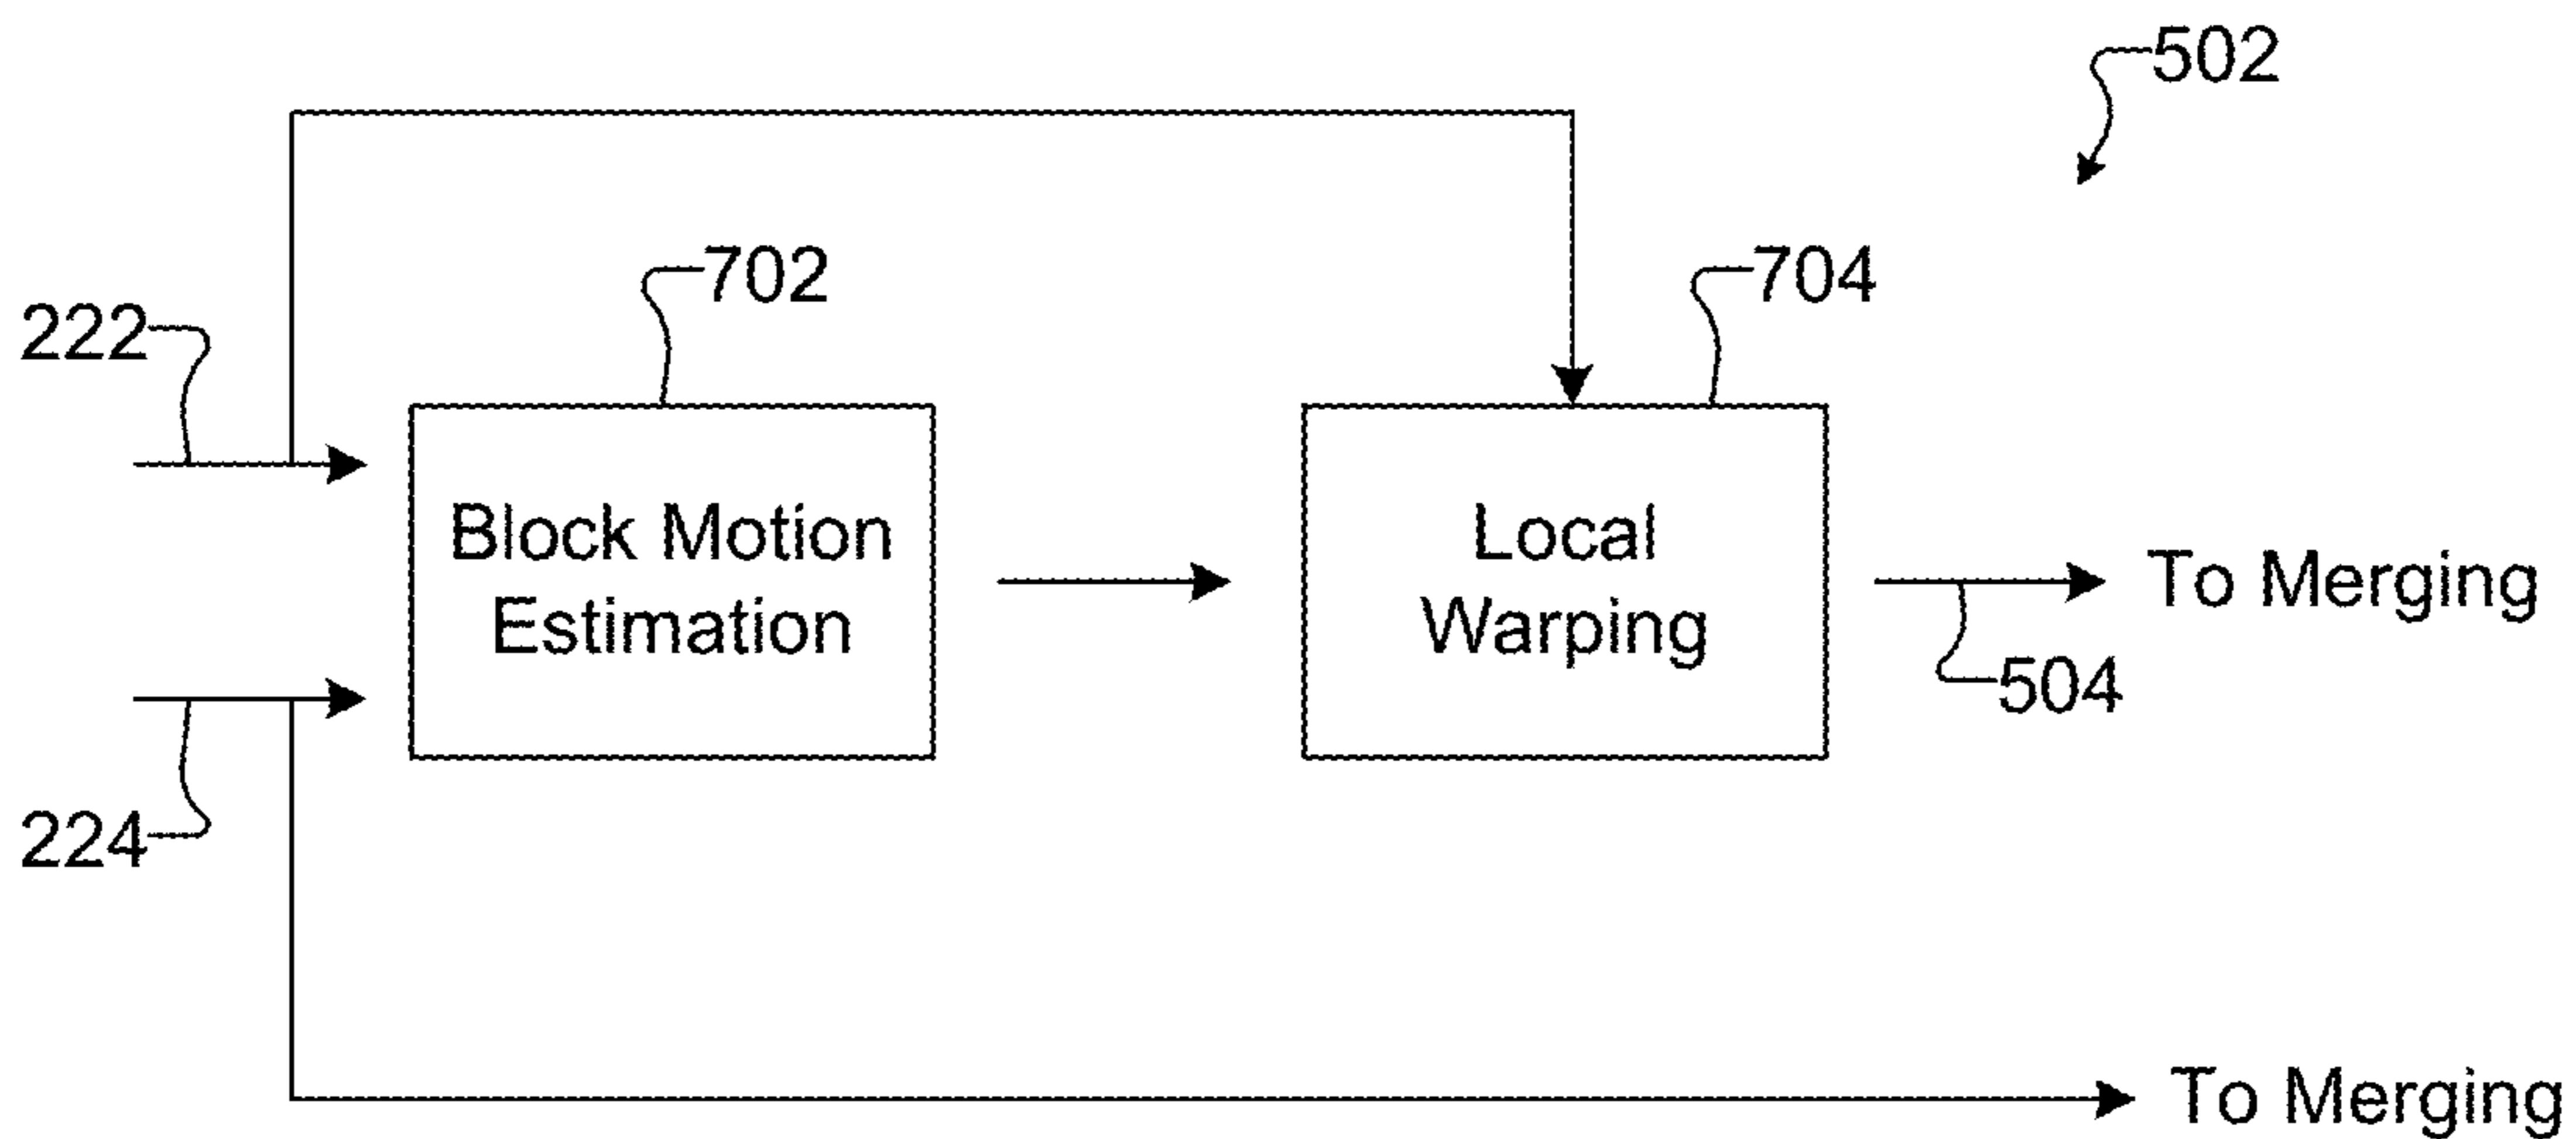 502
702
704
222
Block Motion
Estimation
Local
Warping
To Merging
504
224
To Merging